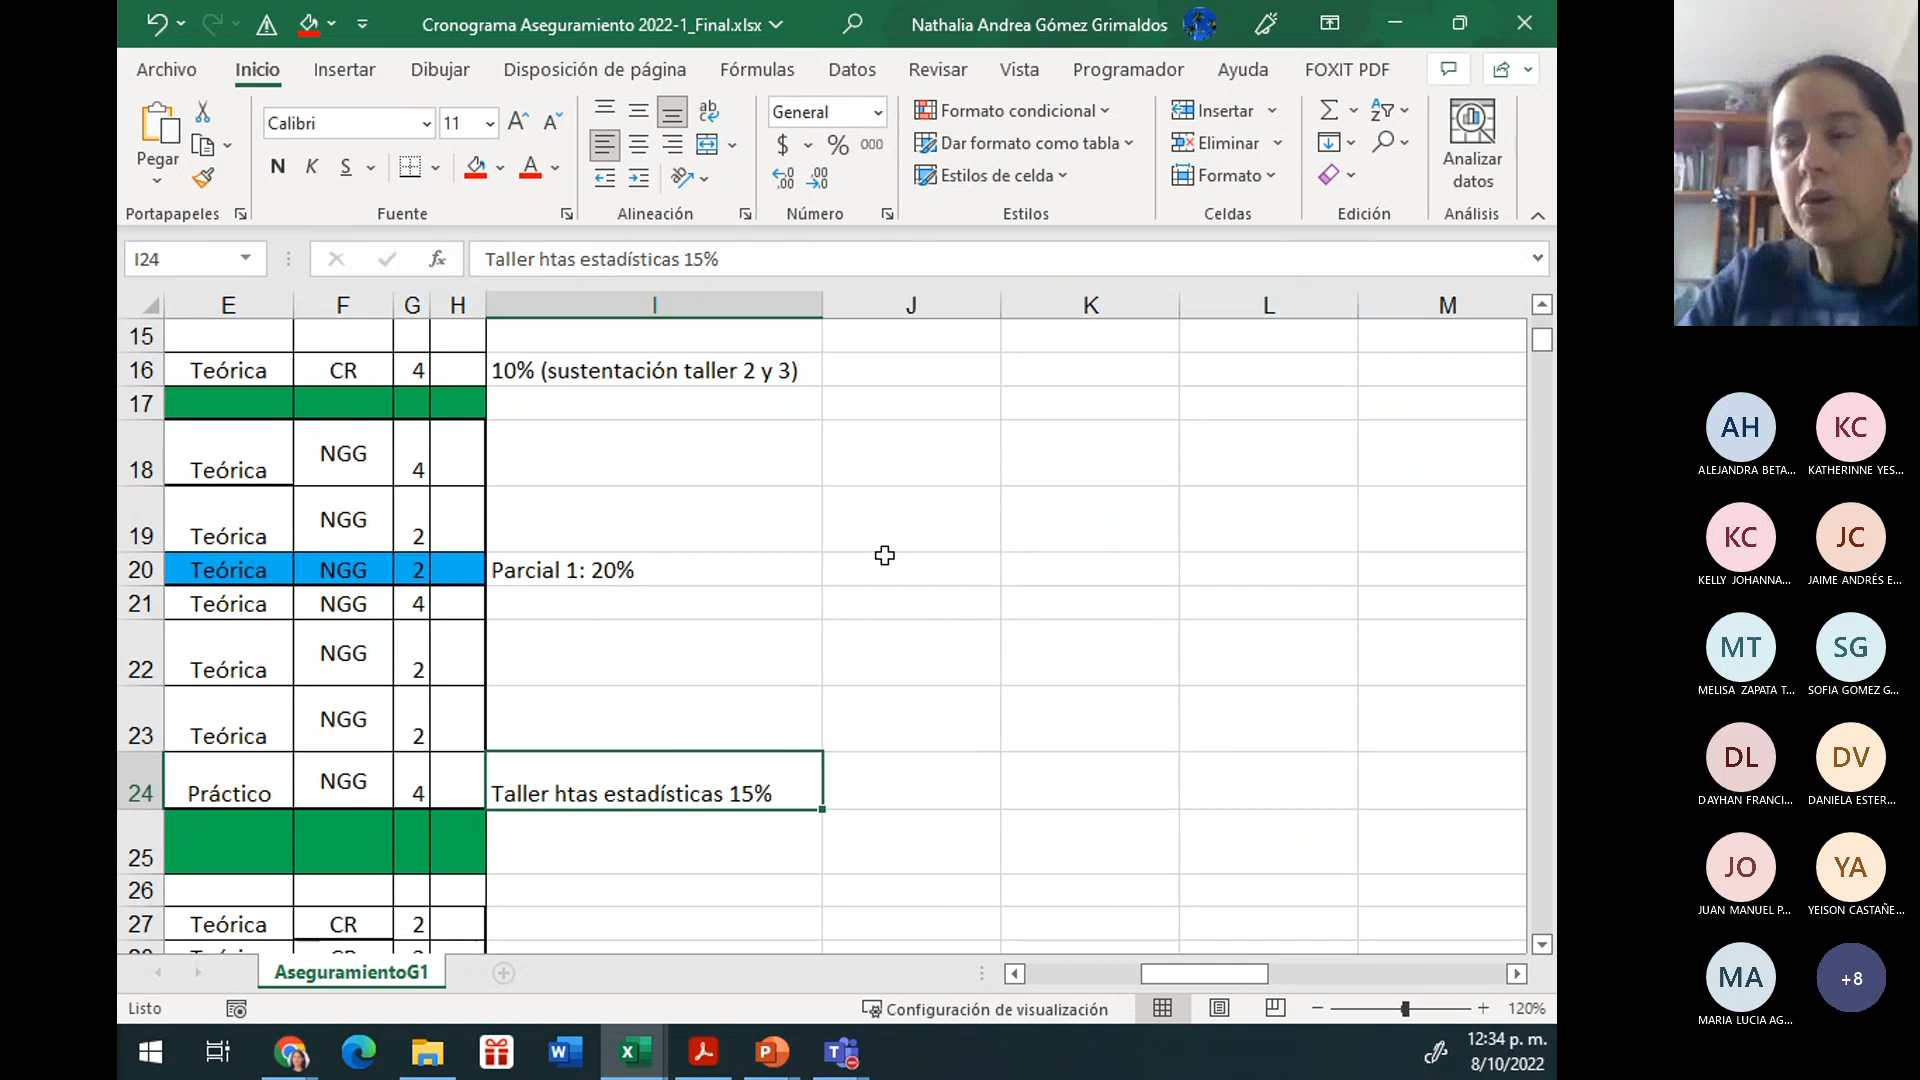 Cronograma Aseguramiento 2022-1_Final.xlsx
Nathalia Andrea Gómez Grimaldos
Archivo Inicio Insertar Dibujar Disposición de página Fórmulas Datos Revisar Vista Programador Ayuda FOXIT PDF
Pegar
Calibri 11
N K S
General
$ % 000
Formato condicional
Dar formato como tabla
Estilos de celda
Insertar
Eliminar
Formato
Analizar datos
Portapapeles Fuente Alineación Número Estilos Celdas Edición Análisis
I24 fx Taller htas estadísticas 15%
E F G H I J K L M
15
16 Teórica CR 4 10% (sustentación taller 2 y 3)
17
18 Teórica NGG 4
19 Teórica NGG 2
20 Teórica NGG 2 Parcial 1: 20%
21 Teórica NGG 4
22 Teórica NGG 2
23 Teórica NGG 2
24 Práctico NGG 4 Taller htas estadísticas 15%
25
26
27 Teórica CR 2
AseguramientoG1
Listo Configuración de visualización 120%
12:34 p. m.
8/10/2022
AH KC
ALEJANDRA BETA... KATHERINNE YES...
KC JC
KELLY JOHANNA... JAIME ANDRÉS E...
MT SG
MELISA ZAPATA T... SOFIA GOMEZ G...
DL DV
DAYHAN FRANCI... DANIELA ESTER...
JO YA
JUAN MANUEL P... YEISON CASTAÑE...
MA +8
MARIA LUCIA AG...